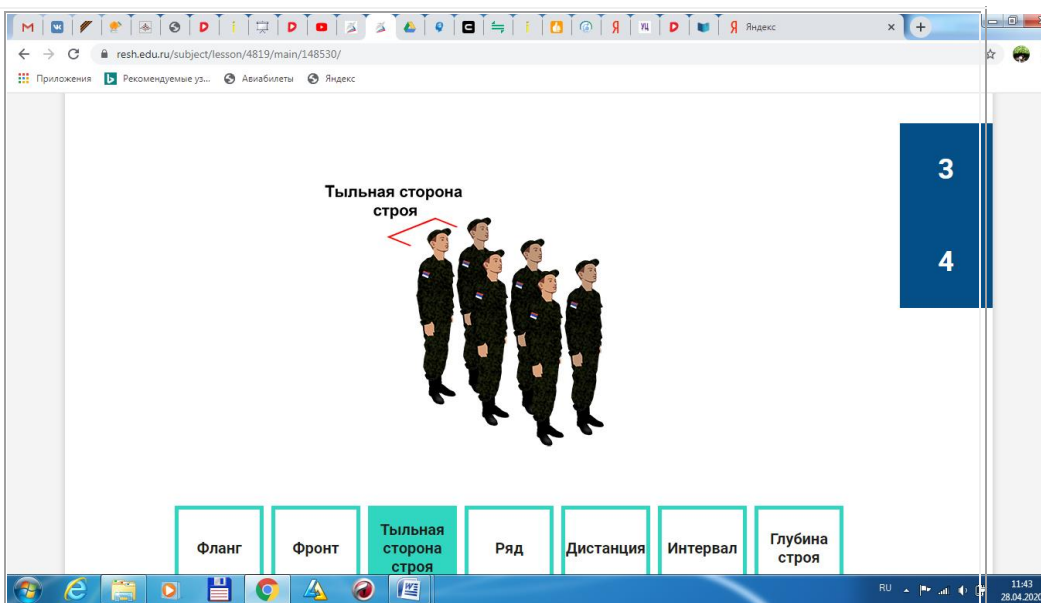 Яндекс
resh.edu.ru/subject/lesson/4819/main/148530/
Приложения
Рекомендуемые уз...
Авиабилеты
Яндекс
3
4
Тыльная сторона
строя
Фланг
Фронт
Тыльная
сторона
строя
Ряд
Дистанция
Интервал
Глубина
строя
RU
11:43
28.04.2020